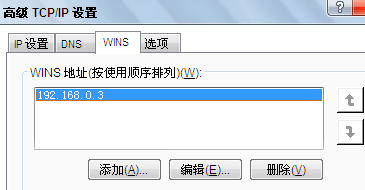 高级 TCP/IP 设置
IP 设置 DNS WINS 选项
WINS 地址(按使用顺序排列)(W):
192.168.0.3
添加(A)... 编辑(E)... 删除(V)